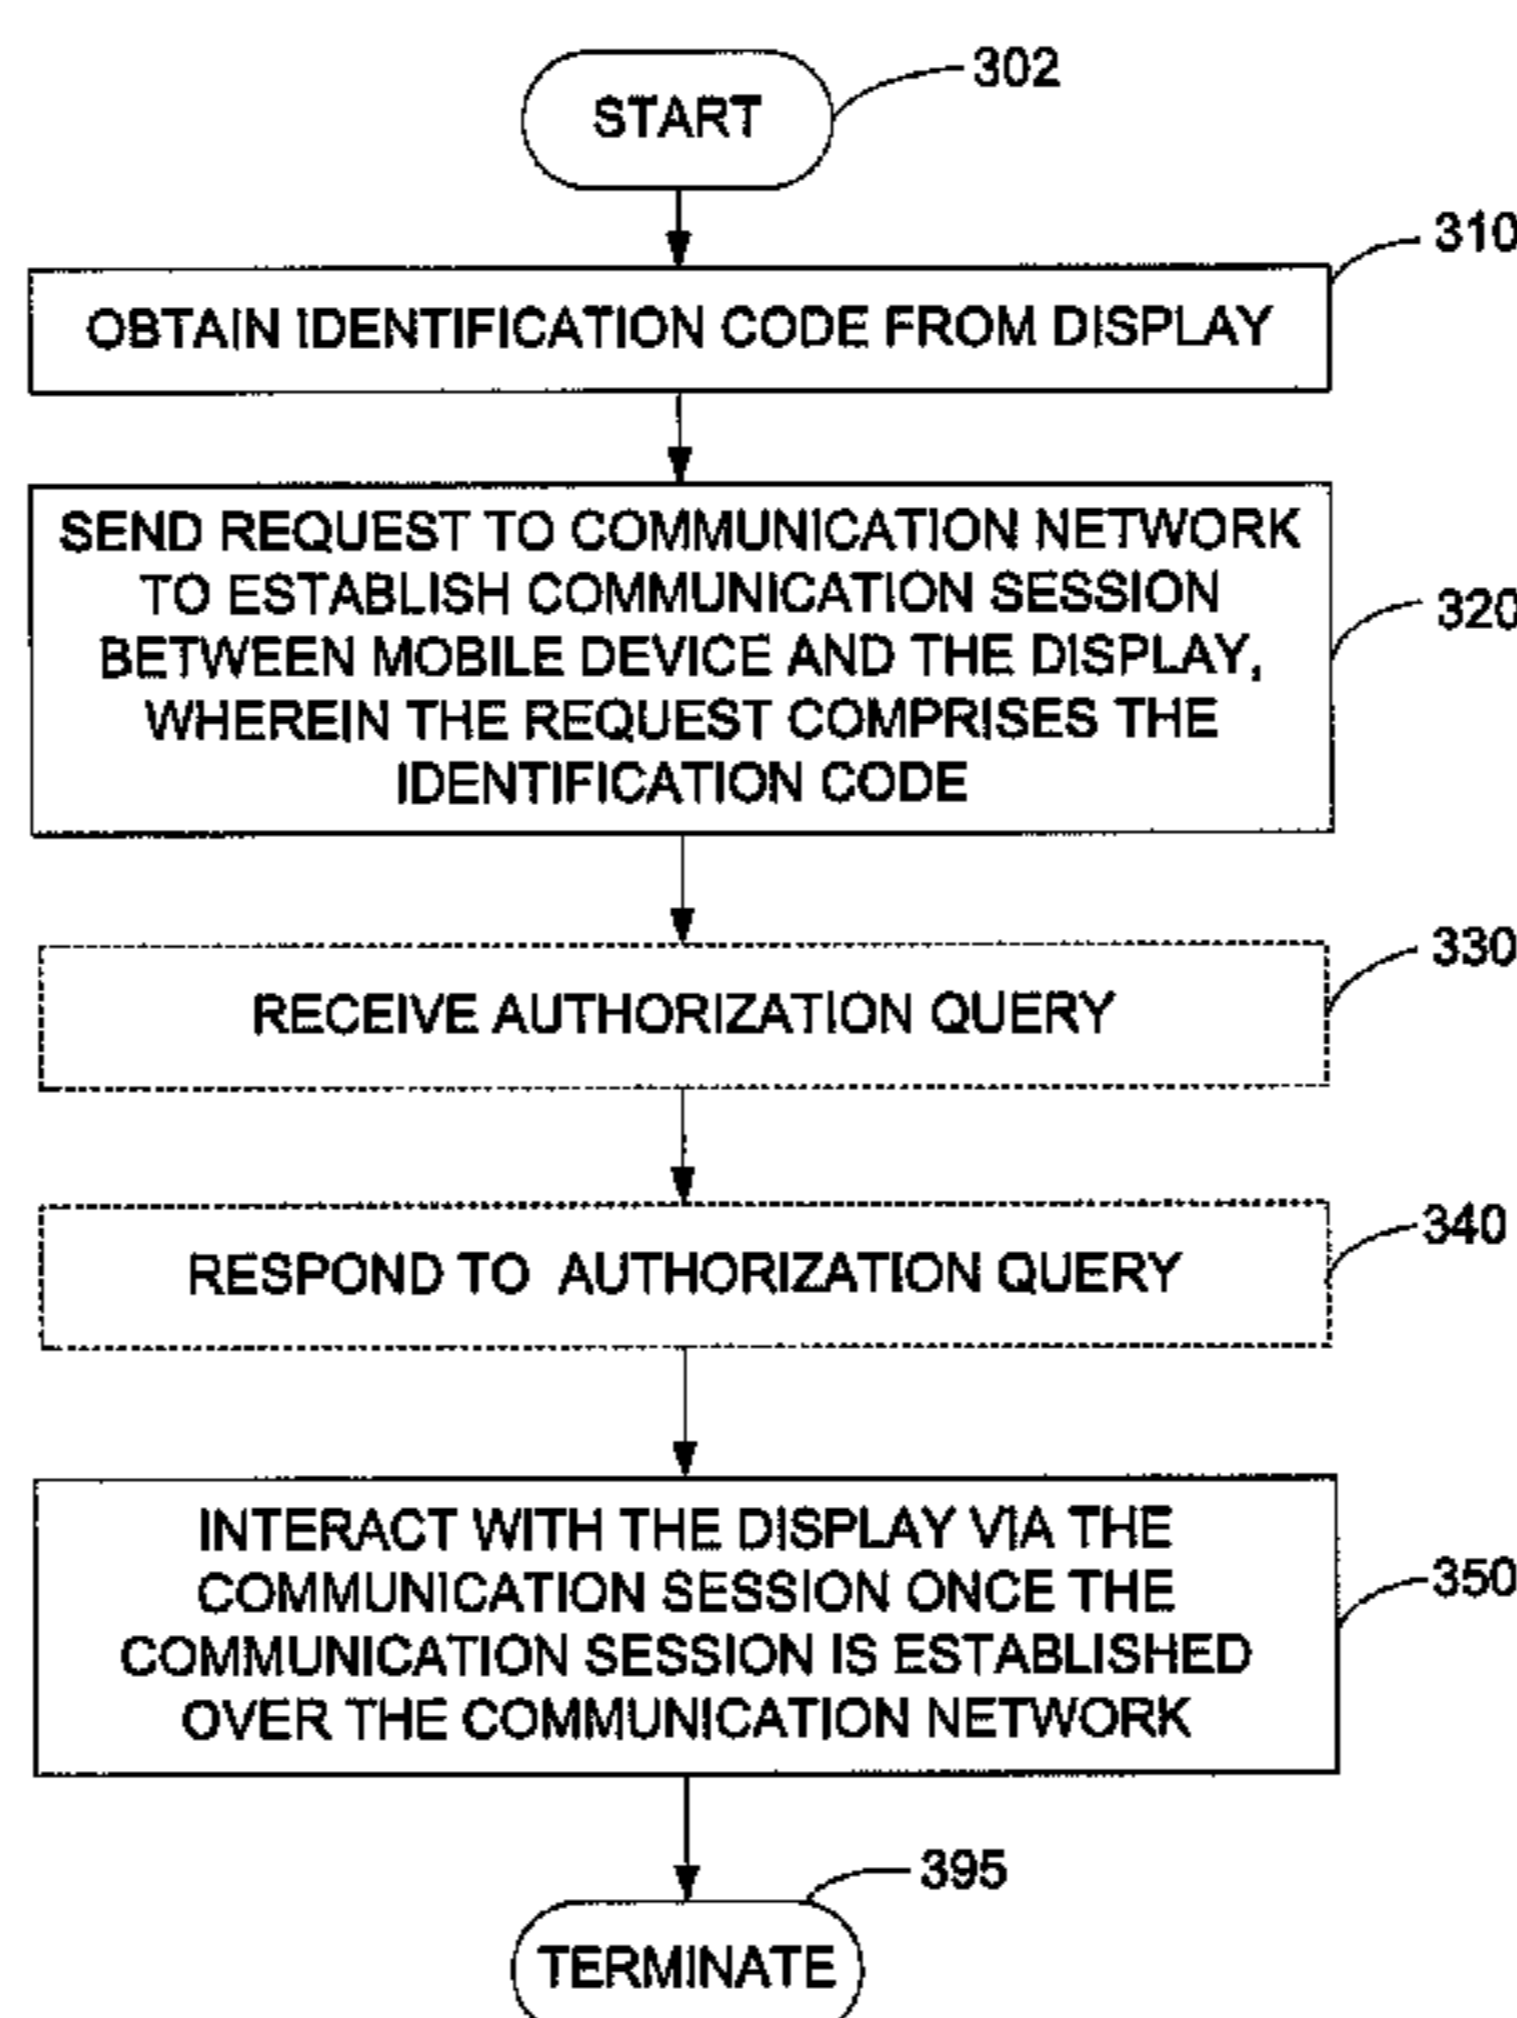 302
START
310
OBTAIN IDENTIFICATION CODE FROM DISPLAY
SEND REQUEST TO COMMUNICATION NETWORK
TO ESTABLISH COMMUNICATION SESSION
BETWEEN MOBILE DEVICE AND THE DISPLAY,
WHEREIN THE REQUEST COMPRISES THE
IDENTIFICATION CODE
320
330
RECEIVE AUTHORIZATION QUERY
340
RESPOND TO AUTHORIZATION QUERY
INTERACT WITH THE DISPLAY VIA THE
COMMUNICATION SESSION ONCE THE
COMMUNICATION SESSION IS ESTABLISHED
OVER THE COMMUNICATION NETWORK
350
395
TERMINATE